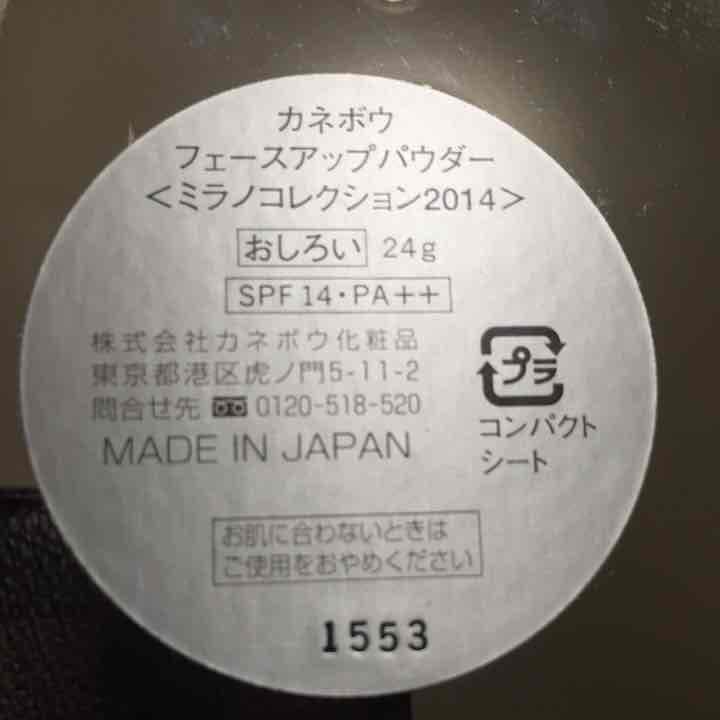 カネボウ
フェースアップパウダー
<ミラノコレクション2014>
おしろい 24g
SPF14・PA++
株式会社カネボウ化粧品
東京都港区虎ノ門5-11-2
問合せ先 0120-518-520
MADE IN JAPAN
プラ
コンパクト
シート
お肌に合わないときは
ご使用をおやめください
1553